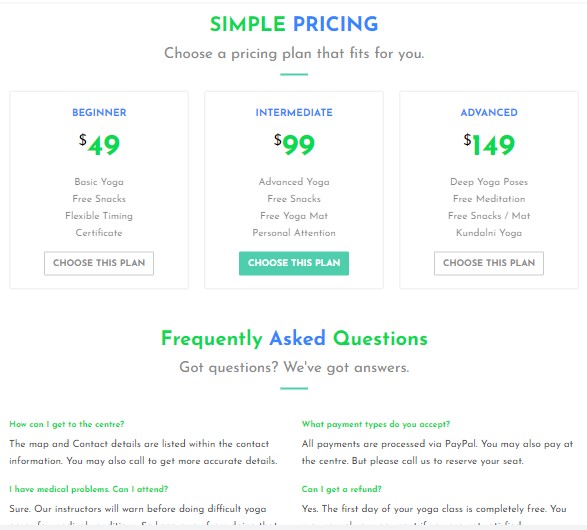 SIMPLE PRICING
Choose a pricing plan that fits for you.
BEGINNER
$49
Basic Yoga
Free Snacks
Flexible Timing
Certificate
CHOOSE THIS PLAN
INTERMEDIATE
$99
Advanced Yoga
Free Snacks
Free Yoga Mat
Personal Attention
CHOOSE THIS PLAN
ADVANCED
$149
Deep Yoga Poses
Free Meditation
Free Snacks / Mat
Kundalni Yoga
CHOOSE THIS PLAN
Frequently Asked Questions
Got questions? We've got answers.
How can I get to the centre?
The map and Contact details are listed within the contact
information. You may also call to get more accurate details.
I have medical problems. Can I attend?
Sure. Our instructors will warn before doing difficult yoga
What payment types do you accept?
All payments are processed via PayPal. You may also pay at
the centre. But please call us to reserve your seat.
Can I get a refund?
Yes. The first day of your yoga class is completely free. You